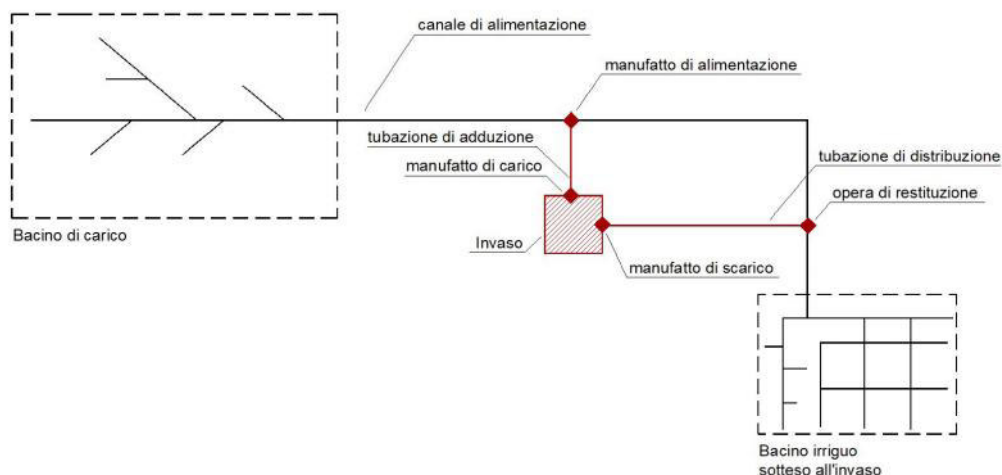 canale di alimentazione
manufatto di alimentazione
tubazione di adduzione
tubazione di distribuzione
manufatto di carico
opera di restituzione
Bacino di carico
Invaso
manufatto di scarico
Bacino irriguo
sotteso all'invaso